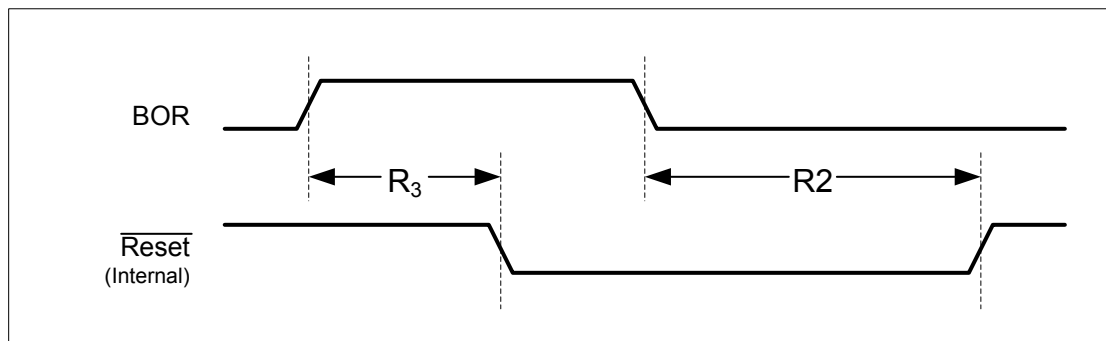 BOR
R₃
R2
Reset
(Internal)